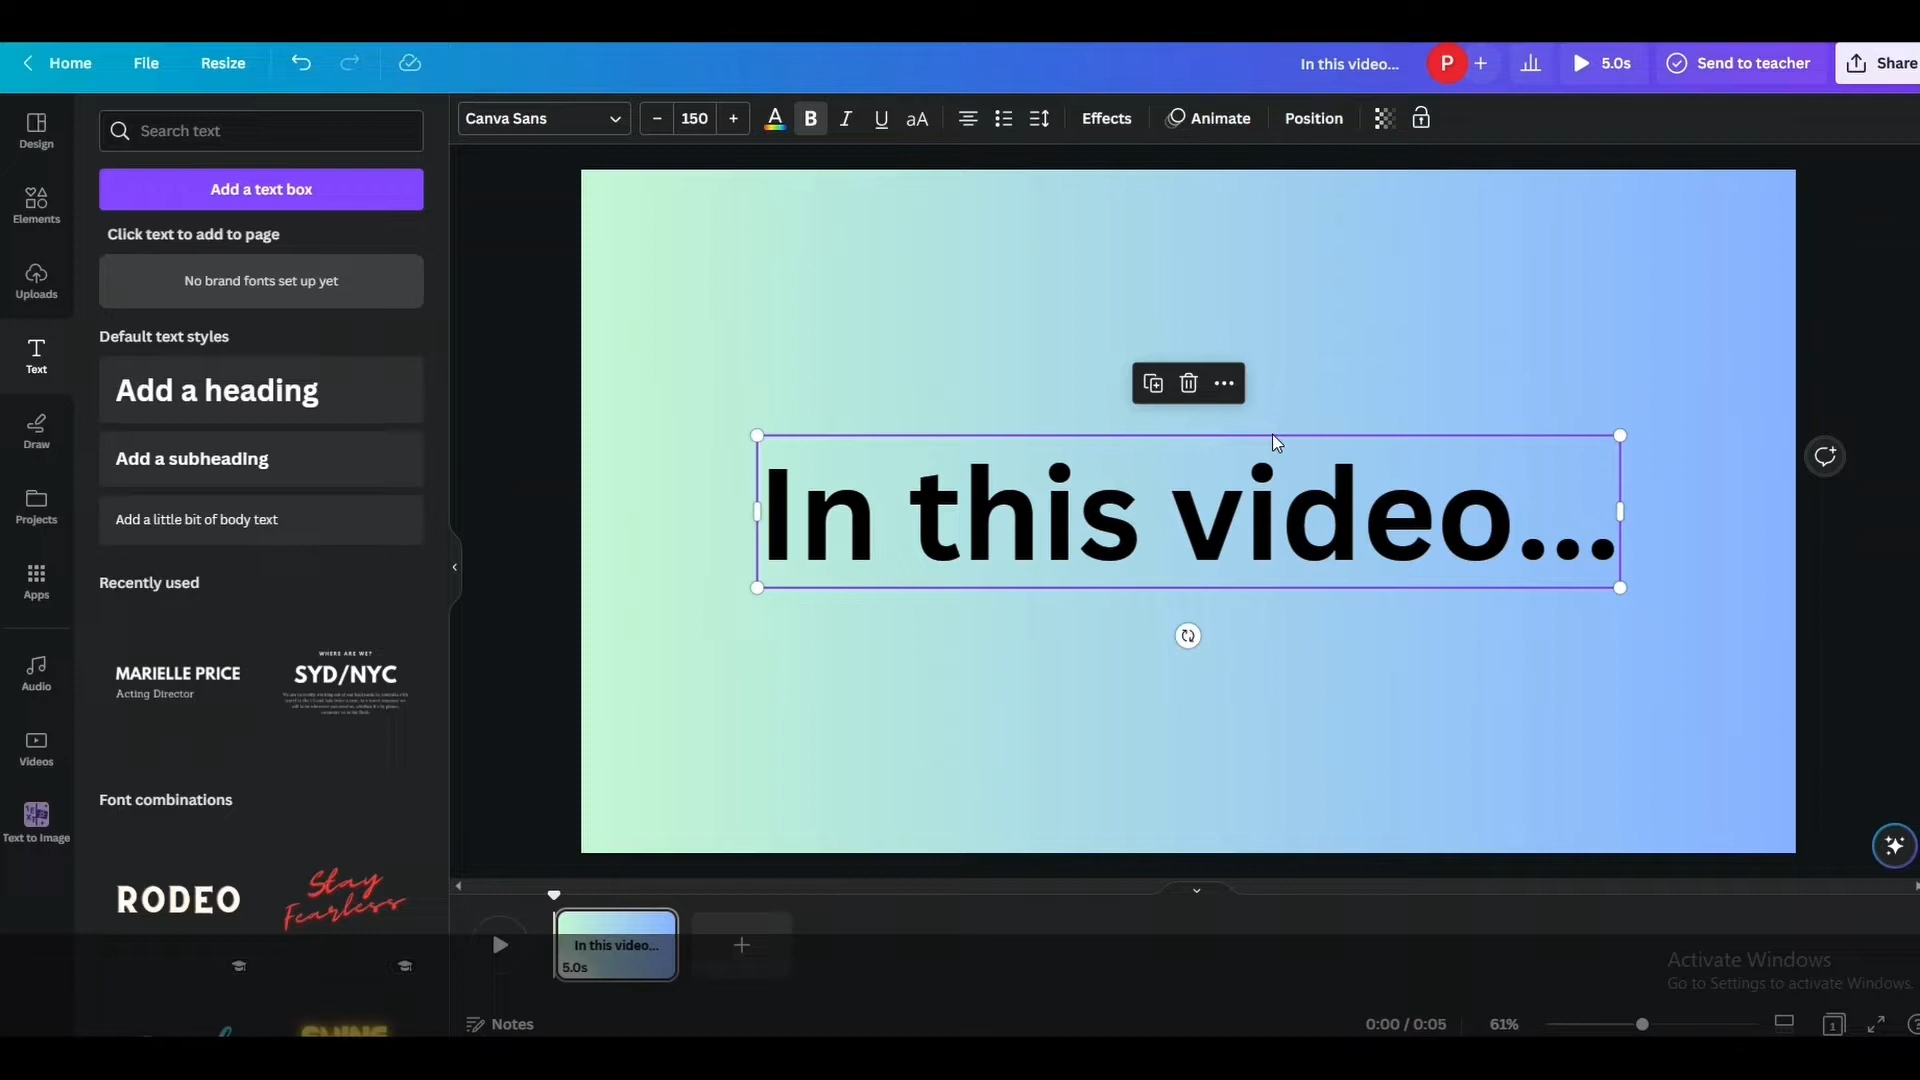 Home File Resize In this video... P 5.0s Send to teacher Share
Canva Sans 150 A B I U aA Effects Animate Position
Design
Elements
Uploads
Text
Draw
Projects
Apps
Audio
Videos
Text to Image
Search text
Add a text box
Click text to add to page
No brand fonts set up yet
Default text styles
Add a heading
Add a subheading
Add a little bit of body text
Recently used
MARIELLE PRICE
Acting Director
WHERE ARE WE?
SYD/NYC
Font combinations
RODEO
Stay
Fearless
SHINE
In this video...
In this video...
5.0s
Activate Windows
Go to Settings to activate Windows.
Notes 0:00 / 0:05 61% 1